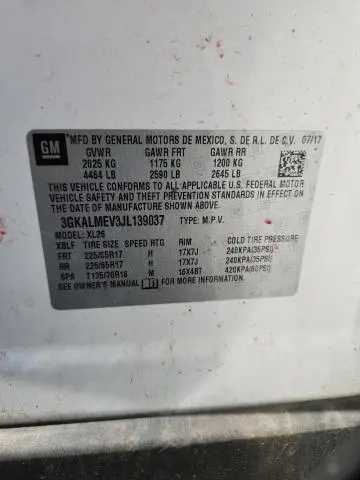 GM *MFD BY GENERAL MOTORS DE MEXICO, S. DE R.L. DE C.V. 07/17
GVWR GAWR FRT GAWR RR
2025 KG 1175 KG 1200 KG
4464 LB 2590 LB 2645 LB
THIS VEHICLE CONFORMS TO ALL APPLICABLE U.S. FEDERAL MOTOR
VEHICLE SAFETY AND THEFT PREVENTION STANDARDS IN EFFECT ON
THE DATE OF MANUFACTURE SHOWN ABOVE.
3GKALMEV3JL139037 TYPE: M.P.V.
MODEL: XL26
XBLF TIRE SIZE SPEED RTG RIM COLD TIRE PRESSURE
FRT 225/65R17 H 17X7J 240KPA(35PSI)
RR 225/65R17 H 17X7J 240KPA(35PSI)
SPA T135/70R16 M 16X4BT 420KPA(60PSI)
SEE OWNER'S MANUAL FOR MORE INFORMATION.